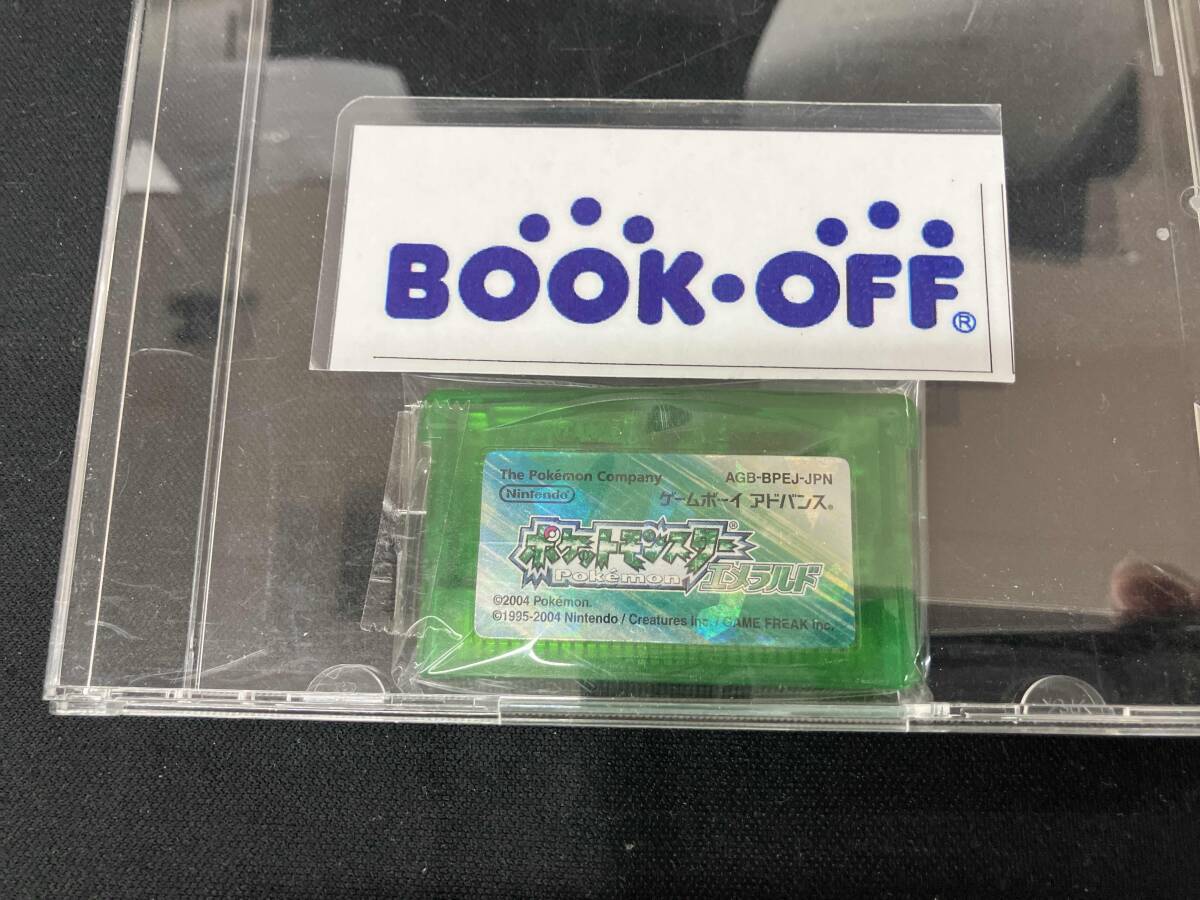 BOOK・OFF®
The Pokémon Company
AGB-BPEJ-JPN
Nintendo®
ゲームボーイ アドバンス®
ポケットモンスター®
Pokémon
エメラルド
©2004 Pokémon.
©1995-2004 Nintendo / Creatures Inc. / GAME FREAK Inc.